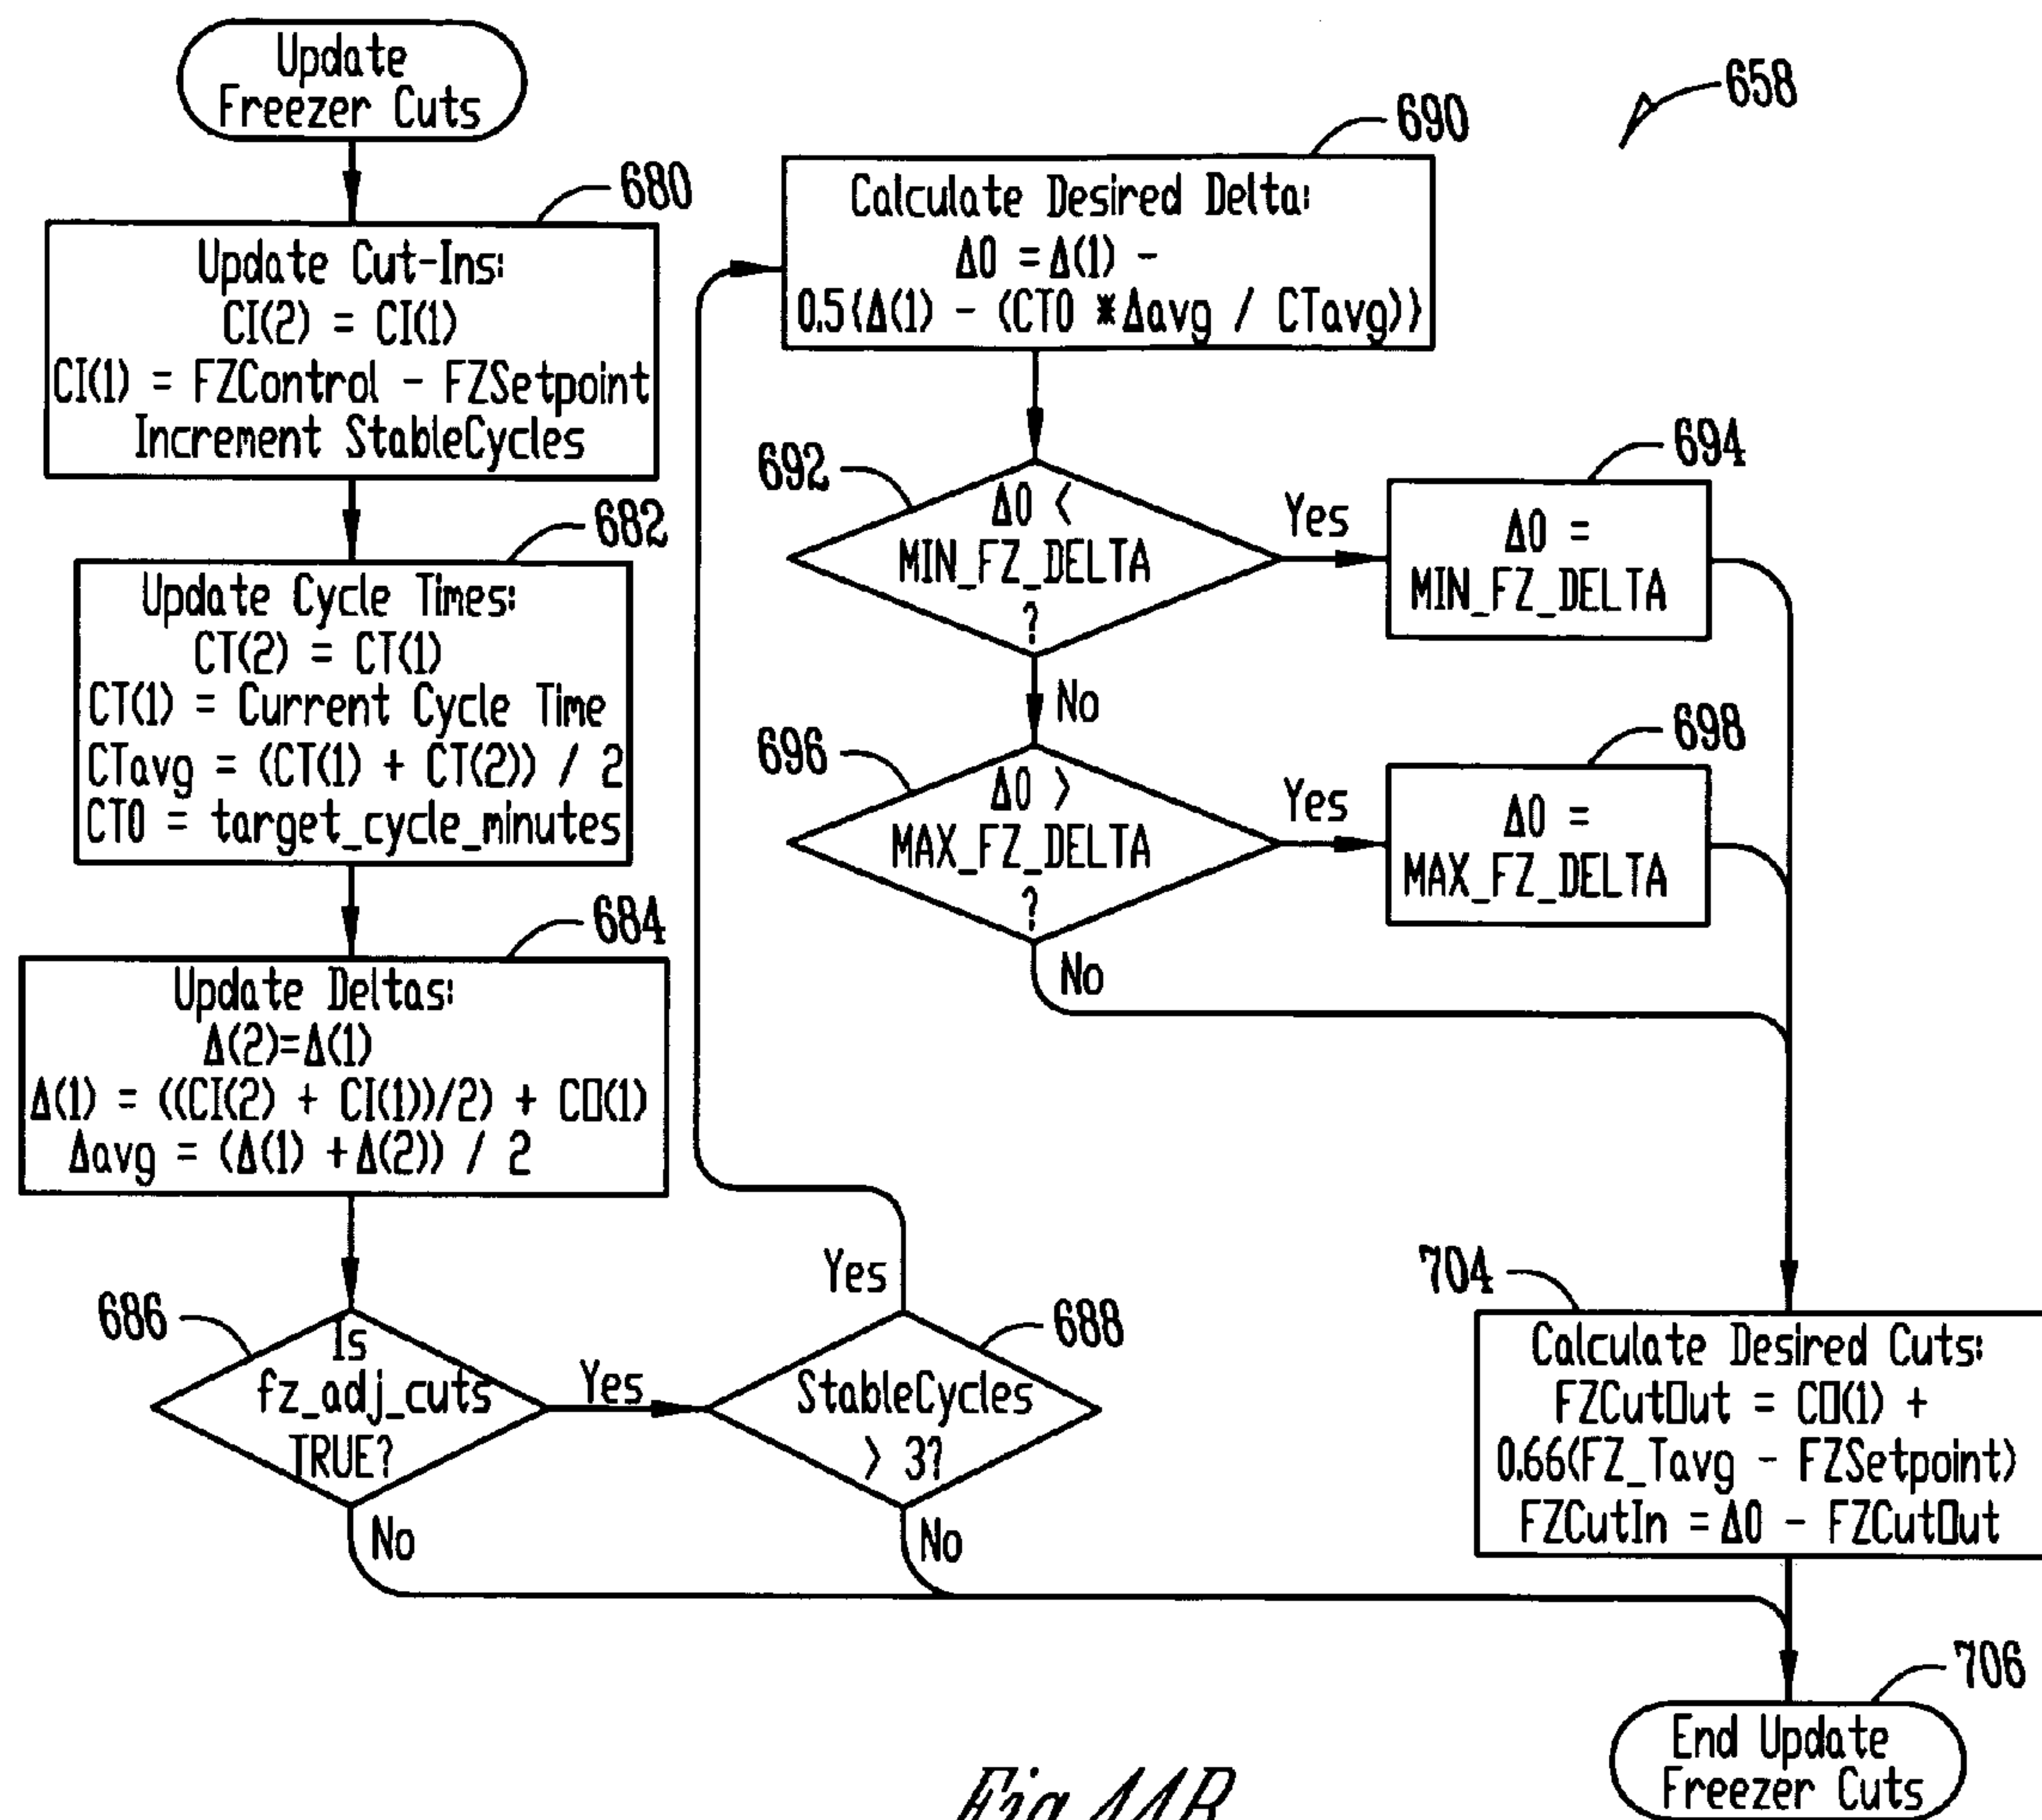 Update
Freezer Cuts
680
Update Cut-Ins:
CI(2) = CI(1)
CI(1) = FZControl - FZSetpoint
Increment StableCycles
682
Update Cycle Times:
CT(2) = CT(1)
CT(1) = Current Cycle Time
CTavg = (CT(1) + CT(2)) / 2
CT0 = target_cycle_minutes
684
Update Deltas:
Δ(2)=Δ(1)
Δ(1) = ((CI(2) + CI(1))/2) + CO(1)
Δavg = (Δ(1) +Δ(2)) / 2
686
Is
fz_adj_cuts
TRUE?
Yes
No
688
StableCycles
> 3?
Yes
No
658
690
Calculate Desired Delta:
Δ0 =Δ(1) -
0.5(Δ(1) - (CT0 *Δavg / CTavg))
692
Δ0 <
MIN_FZ_DELTA
?
Yes
No
694
Δ0 =
MIN_FZ_DELTA
696
Δ0 >
MAX_FZ_DELTA
?
Yes
No
698
Δ0 =
MAX_FZ_DELTA
704
Calculate Desired Cuts:
FZCutOut = CO(1) +
0.66(FZ_Tavg - FZSetpoint)
FZCutIn =Δ0 - FZCutOut
706
End Update
Freezer Cuts
Fig. 44B